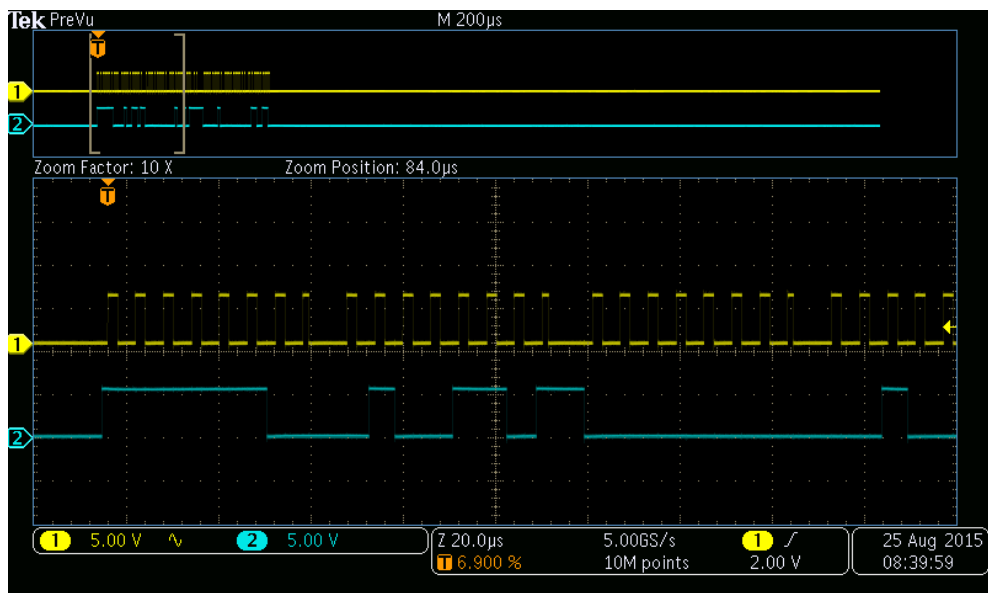 Tek PreVu M 200µs
T
1
2
Zoom Factor: 10 X Zoom Position: 84.0µs
T
1
2
1 5.00 V ∿ 2 5.00 V Z 20.0µs 5.00GS/s 1 ∕ 25 Aug 2015
T 6.900 % 10M points 2.00 V 08:39:59